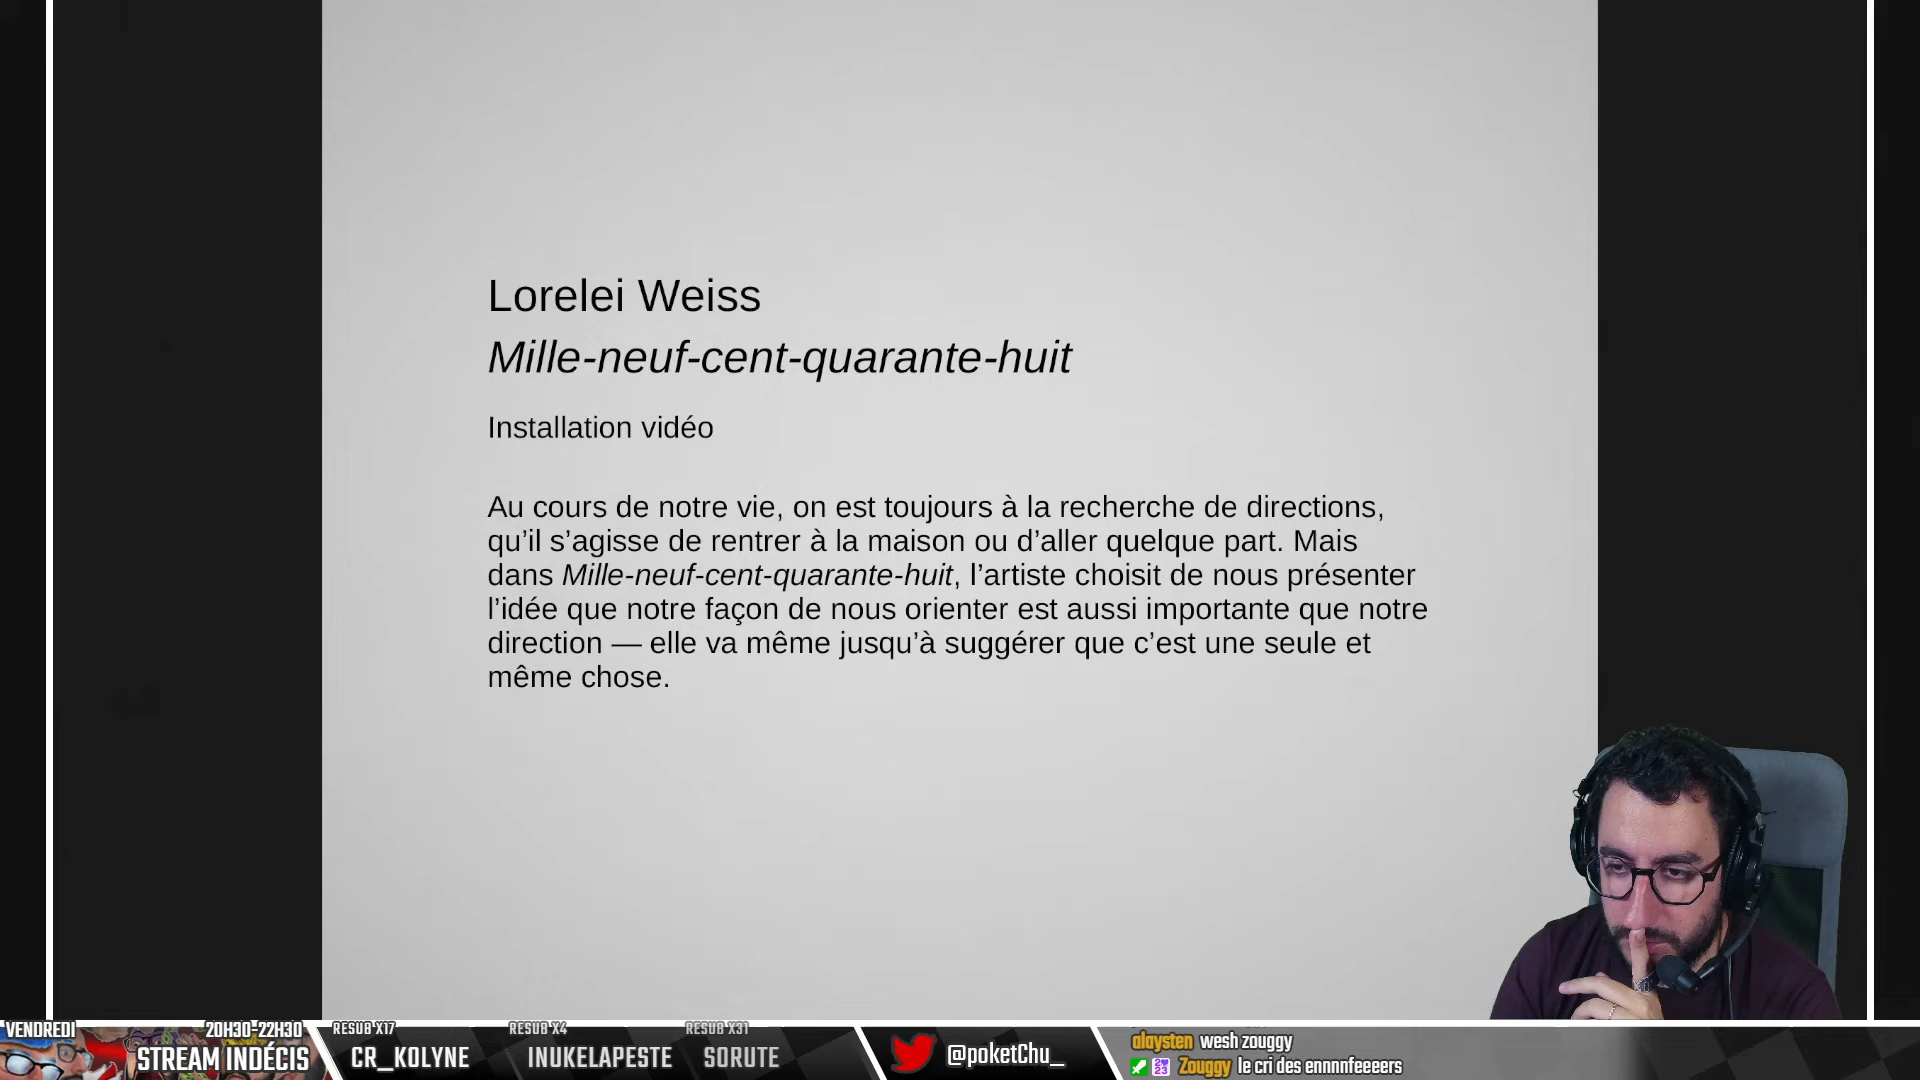 Lorelei Weiss
Mille-neuf-cent-quarante-huit
Installation vidéo
Au cours de notre vie, on est toujours à la recherche de directions,
qu’il s’agisse de rentrer à la maison ou d’aller quelque part. Mais
dans Mille-neuf-cent-quarante-huit, l’artiste choisit de nous présenter
l’idée que notre façon de nous orienter est aussi importante que notre
direction — elle va même jusqu’à suggérer que c’est une seule et
même chose.
VENDREDI 20H30-22H30
STREAM INDÉCIS
RESUB X17
CR_KOLYNE
RESUB X4
INUKELAPESTE
RESUB X31
SORUTE
@poketChu_
alaysten wesh zouggy
2023 Zouggy le cri des ennnnfeeeers